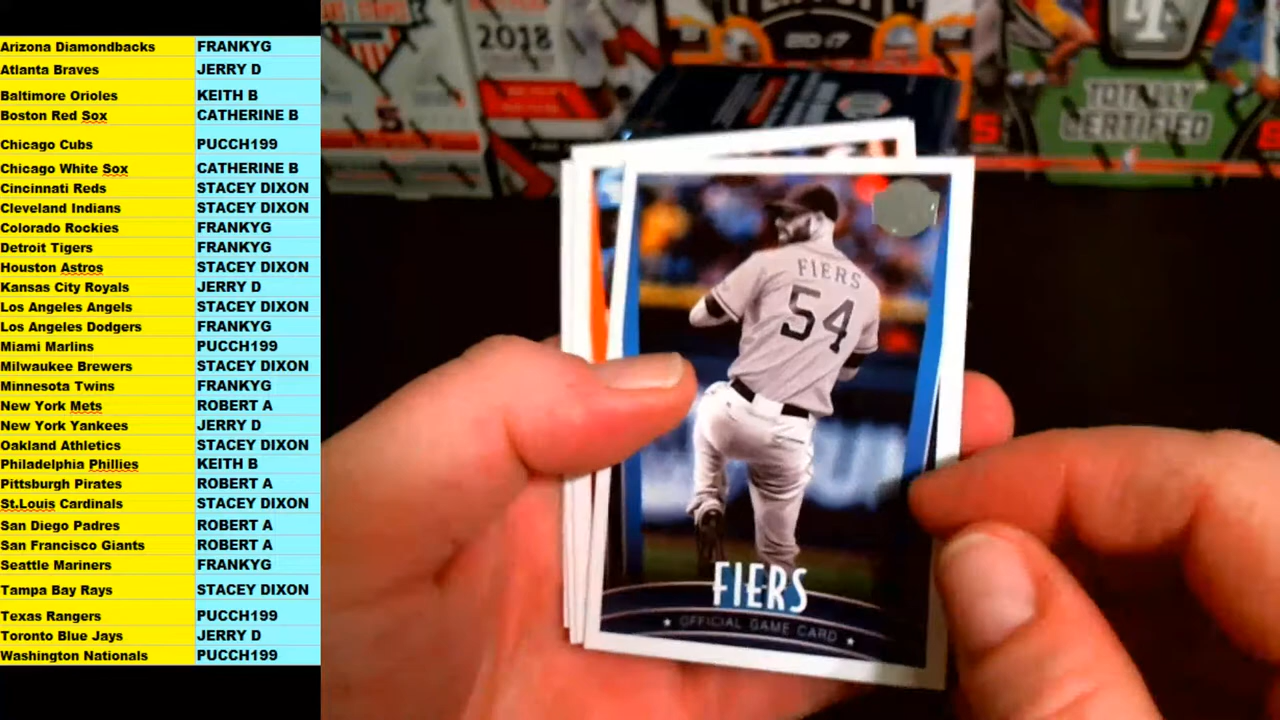 Arizona Diamondbacks FRANKYG
Atlanta Braves JERRY D
Baltimore Orioles KEITH B
Boston Red Sox CATHERINE B
Chicago Cubs PUCCH199
Chicago White Sox CATHERINE B
Cincinnati Reds STACEY DIXON
Cleveland Indians STACEY DIXON
Colorado Rockies FRANKYG
Detroit Tigers FRANKYG
Houston Astros STACEY DIXON
Kansas City Royals JERRY D
Los Angeles Angels STACEY DIXON
Los Angeles Dodgers FRANKYG
Miami Marlins PUCCH199
Milwaukee Brewers STACEY DIXON
Minnesota Twins FRANKYG
New York Mets ROBERT A
New York Yankees JERRY D
Oakland Athletics STACEY DIXON
Philadelphia Phillies KEITH B
Pittsburgh Pirates ROBERT A
St.Louis Cardinals STACEY DIXON
San Diego Padres ROBERT A
San Francisco Giants ROBERT A
Seattle Mariners FRANKYG
Tampa Bay Rays STACEY DIXON
Texas Rangers PUCCH199
Toronto Blue Jays JERRY D
Washington Nationals PUCCH199
2018
5
TOTALLY
CERTIFIED
FIERS
54
FIERS
★ OFFICIAL GAME CARD ★